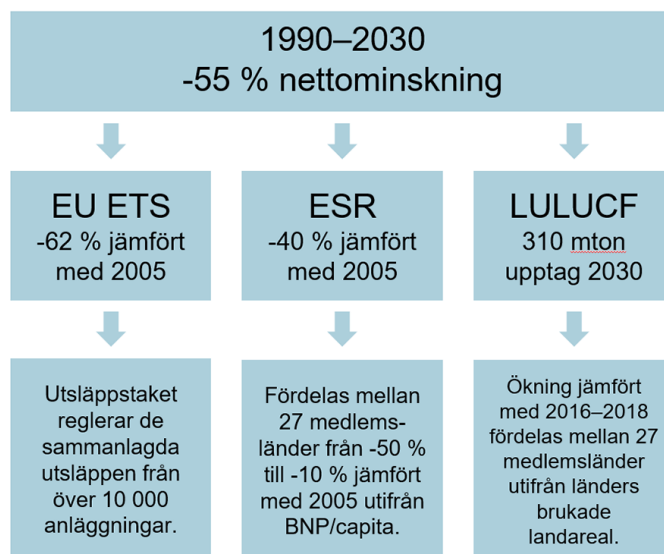 1990–2030
-55 % nettominskning
EU ETS
-62 % jämfört
med 2005
ESR
-40 % jämfört
med 2005
LULUCF
310 mton
upptag 2030
Utsläppstaket
reglerar de
sammanlagda
utsläppen från
över 10 000
anläggningar.
Fördelas mellan
27 medlems-
länder från -50 %
till -10 % jämfört
med 2005 utifrån
BNP/capita.
Ökning jämfört
med 2016–2018
fördelas mellan 27
medlemsländer
utifrån länders
brukade
landareal.